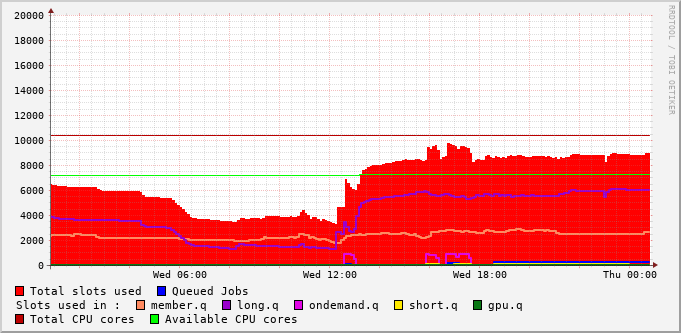 20000
18000
16000
14000
12000
10000
8000
6000
4000
2000
0
Wed 06:00 Wed 12:00 Wed 18:00 Thu 00:00
RRDTOOL / TOBI OETIKER
Total slots used Queued Jobs
Slots used in : member.q long.q ondemand.q short.q gpu.q
Total CPU cores Available CPU cores